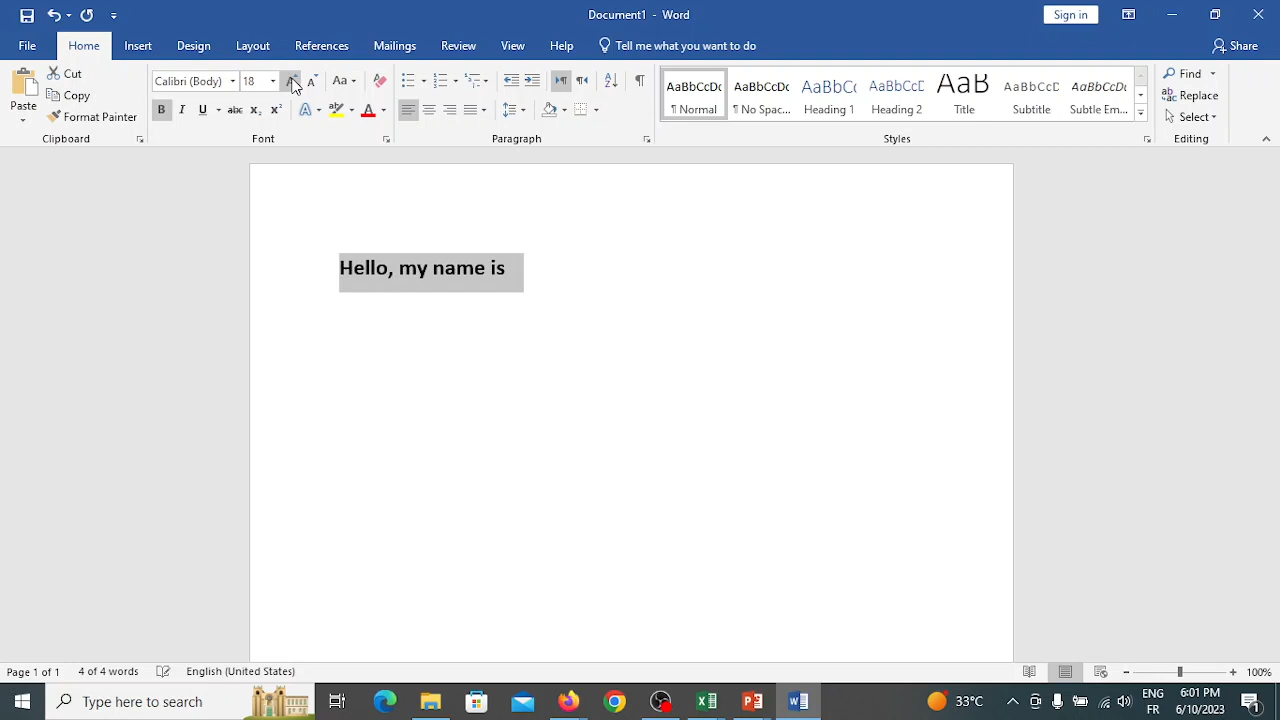 Document1 - Word
Sign in
File Home Insert Design Layout References Mailings Review View Help Tell me what you want to do Share
Paste
Cut
Copy
Format Painter
Clipboard
Calibri (Body) 18
Font
Paragraph
AaBbCcDc AaBbCcDc AaBbC( AaBbCcC AaB AaBbCcC AaBbCcDc
¶ Normal ¶ No Spac... Heading 1 Heading 2 Title Subtitle Subtle Em...
Styles
Find
Replace
Select
Editing
Hello, my name is
Page 1 of 1 4 of 4 words English (United States) 100%
Type here to search
33°C
ENG
FR
6:01 PM
6/10/2023
1